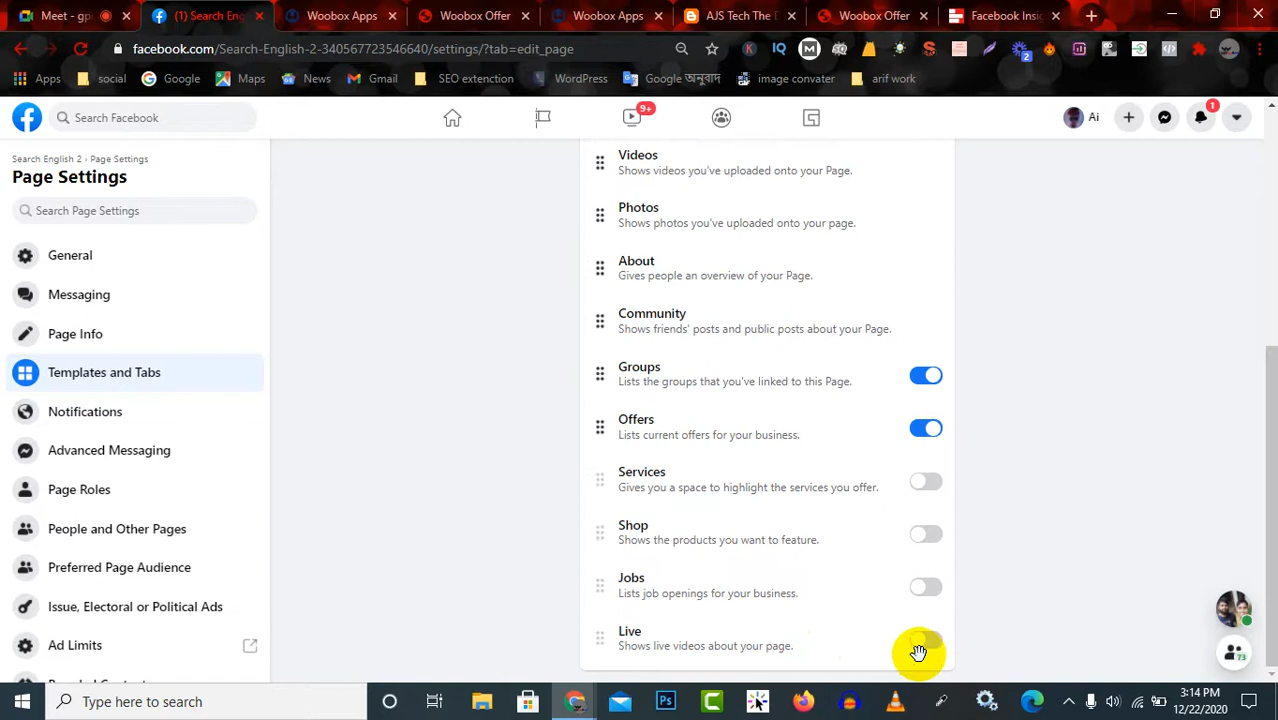 Meet - gp
(1) Search Eng
Woobox Apps
Woobox Offer
Woobox Apps
AJS Tech The E
Woobox Offer
Facebook Insig
facebook.com/Search-English-2-340567723546640/settings/?tab=edit_page
Apps
social
Google
Maps
News
Gmail
SEO extenction
WordPress
Google অনুবাদ
image convater
arif work
Search Facebook
9+
Ai
1
Search English 2 › Page Settings
Page Settings
Search Page Settings
General
Messaging
Page Info
Templates and Tabs
Notifications
Advanced Messaging
Page Roles
People and Other Pages
Preferred Page Audience
Issue, Electoral or Political Ads
Ad Limits
Videos
Shows videos you've uploaded onto your Page.
Photos
Shows photos you've uploaded onto your page.
About
Gives people an overview of your Page.
Community
Shows friends' posts and public posts about your Page.
Groups
Lists the groups that you've linked to this Page.
Offers
Lists current offers for your business.
Services
Gives you a space to highlight the services you offer.
Shop
Shows the products you want to feature.
Jobs
Lists job openings for your business.
Live
Shows live videos about your page.
73
Type here to search
3:14 PM
12/22/2020